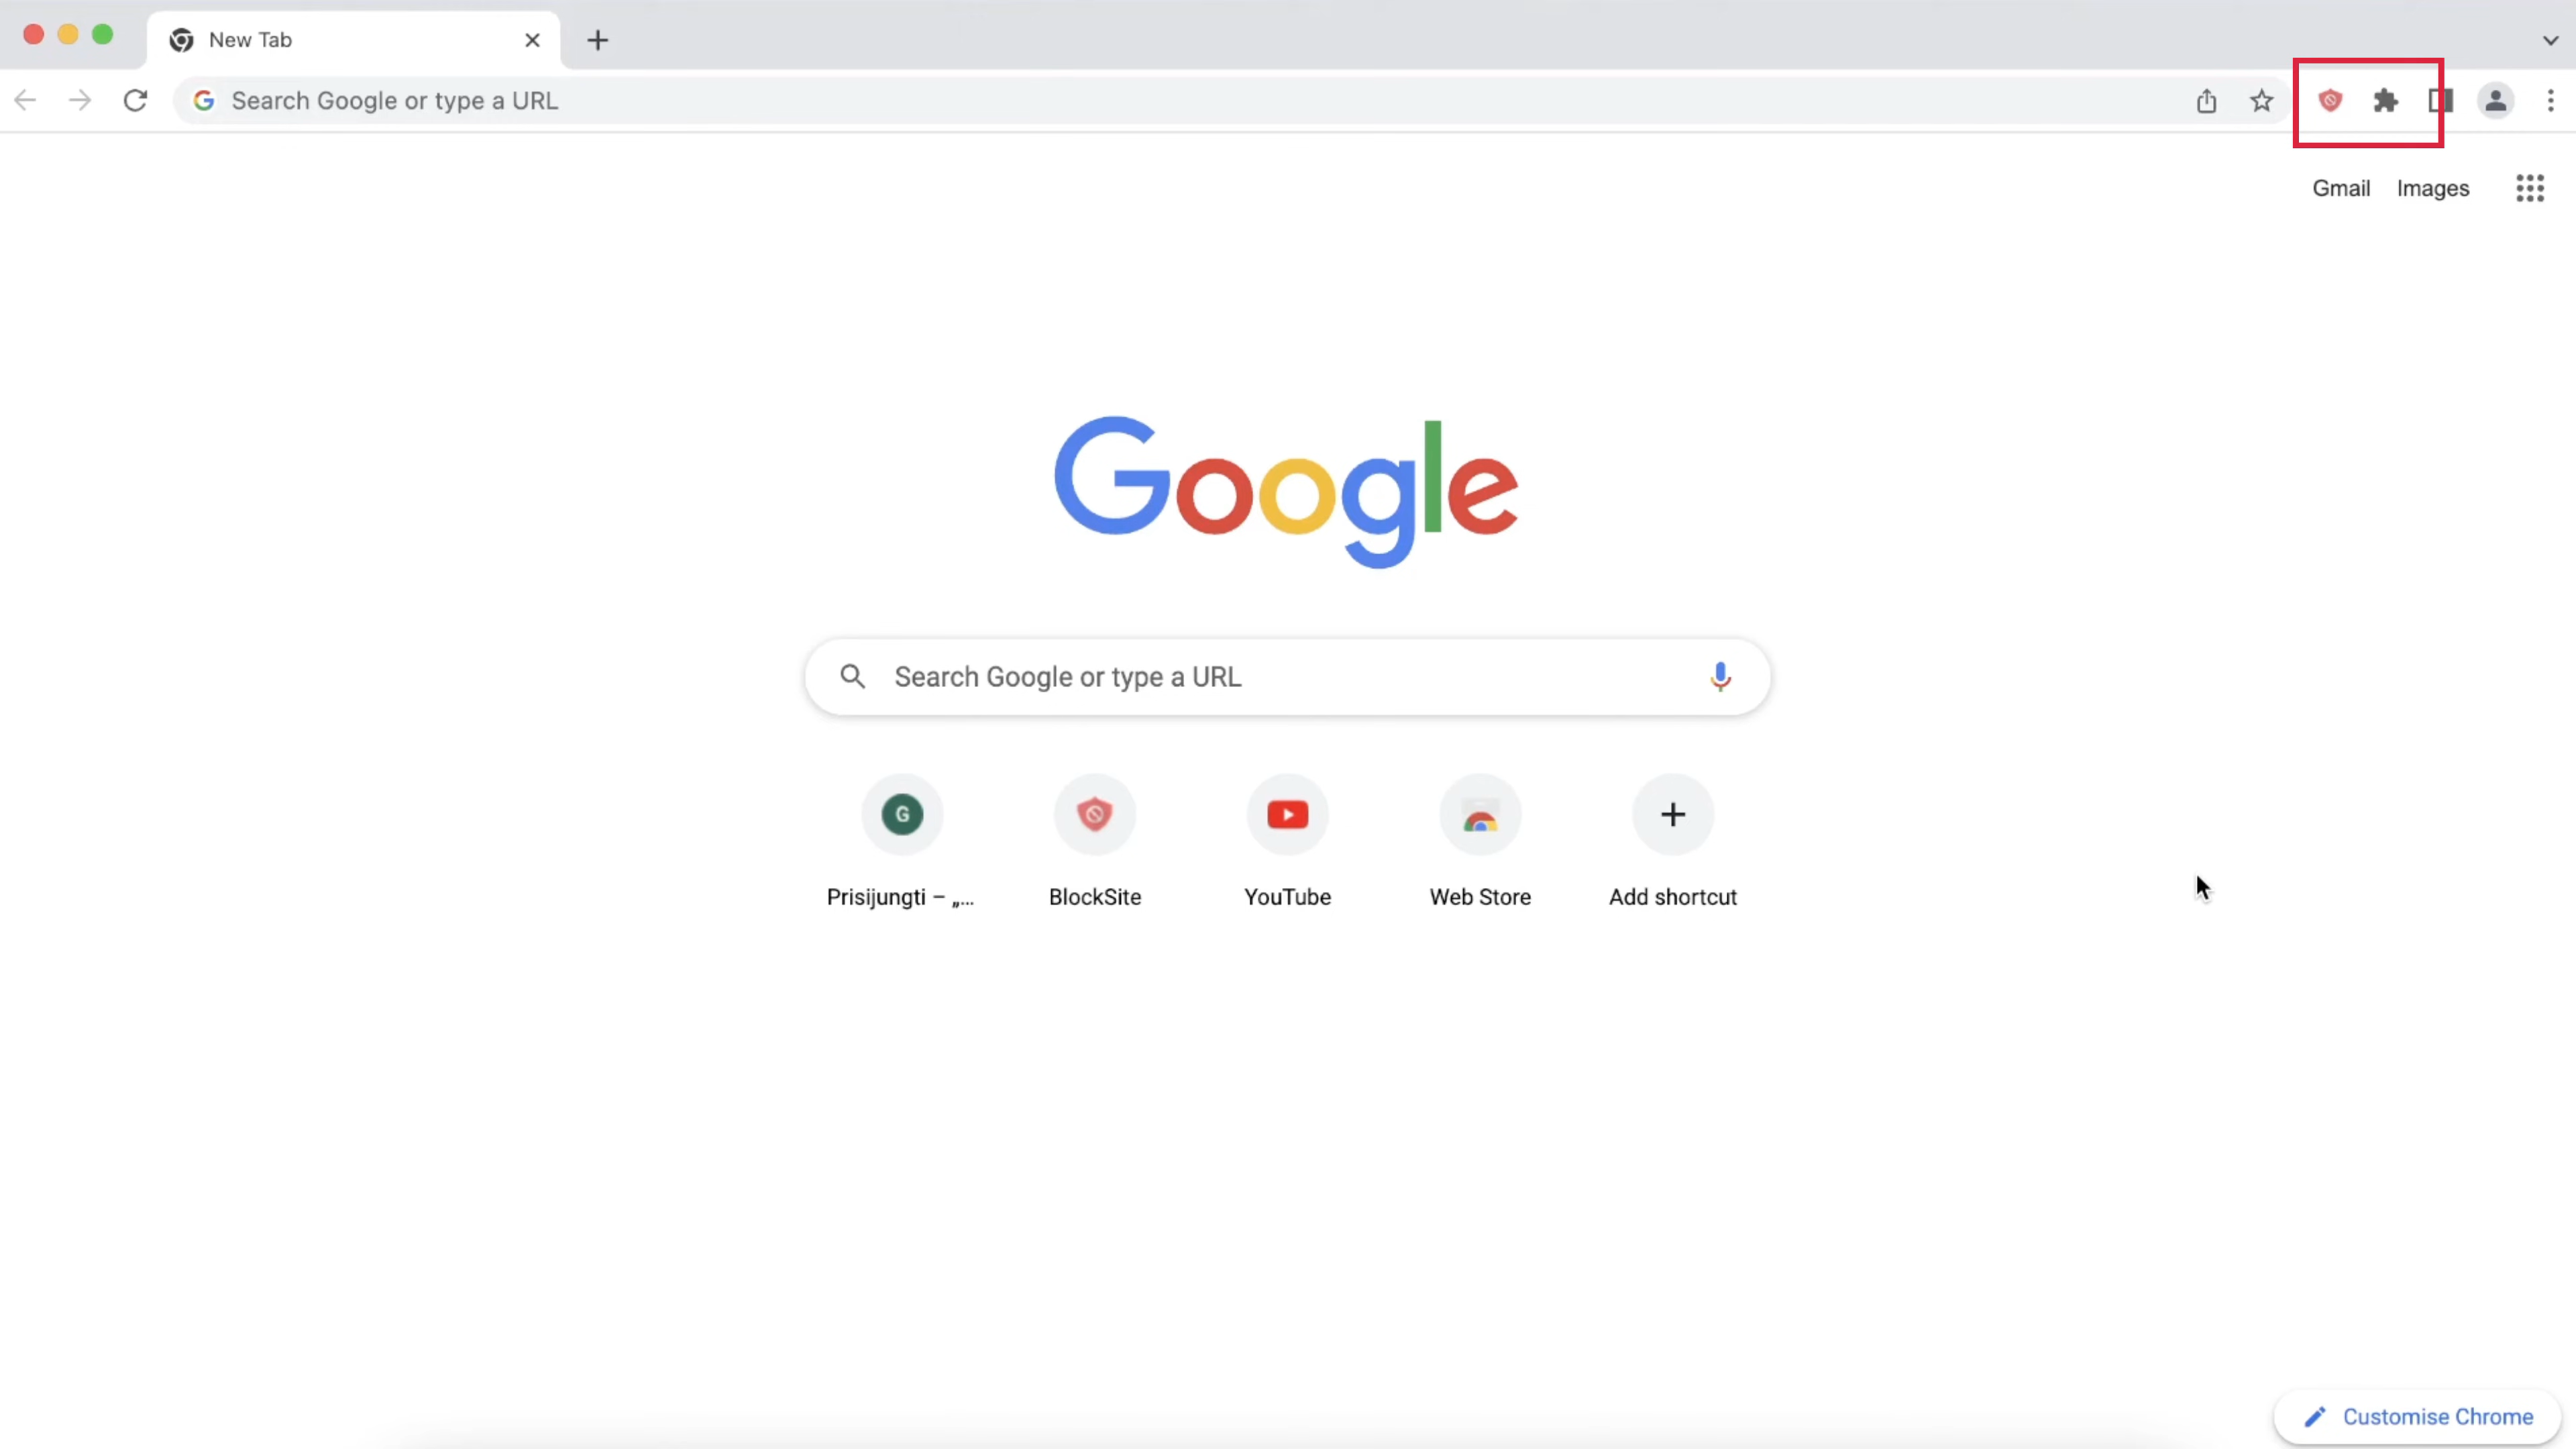 New Tab
Search Google or type a URL
Gmail Images
Google
Search Google or type a URL
G
Prisijungti – „... BlockSite YouTube Web Store Add shortcut
Customise Chrome